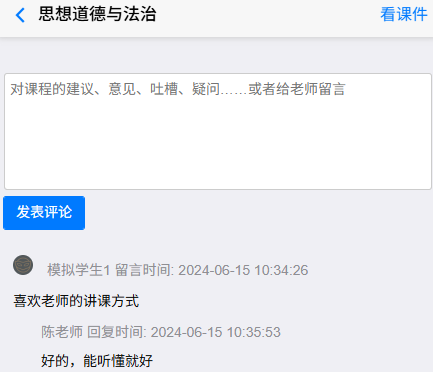 思想道德与法治 看课件
对课程的建议、意见、吐槽、疑问……或者给老师留言
发表评论
模拟学生1 留言时间: 2024-06-15 10:34:26
喜欢老师的讲课方式
陈老师 回复时间: 2024-06-15 10:35:53
好的，能听懂就好